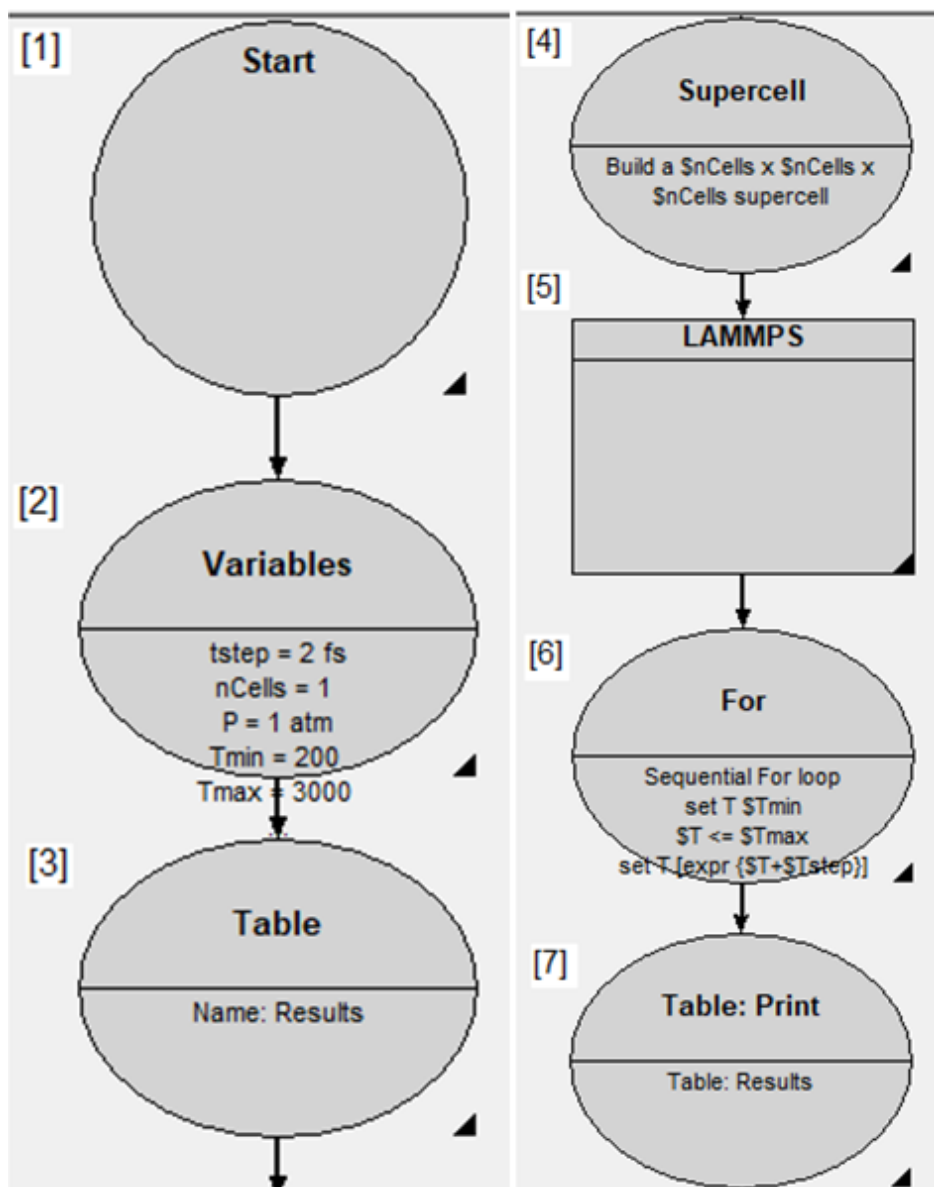 [1]
Start
[2]
Variables
tstep = 2 fs
nCells = 1
P = 1 atm
Tmin = 200
Tmax = 3000
[3]
Table
Name: Results
[4]
Supercell
Build a $nCells x $nCells x
$nCells supercell
[5]
LAMMPS
[6]
For
Sequential For loop
set T $Tmin
$T <= $Tmax
set T [expr {$T+$Tstep}]
[7]
Table: Print
Table: Results